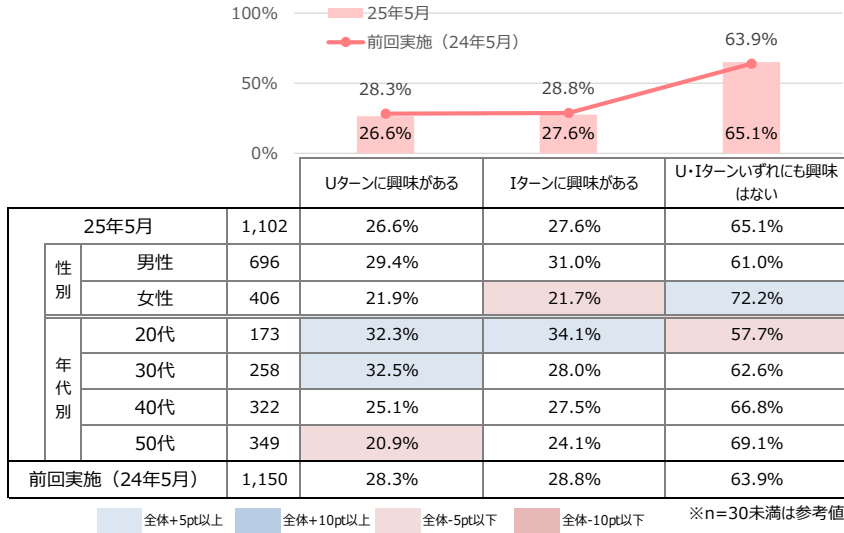 100%
25年5月
前回実施（24年5月）
63.9%
50%
28.3%
28.8%
26.6%
27.6%
65.1%
0%
Uターンに興味がある
Iターンに興味がある
U・Iターンいずれにも興味
はない
25年5月 1,102 26.6% 27.6% 65.1%
性別
男性 696 29.4% 31.0% 61.0%
女性 406 21.9% 21.7% 72.2%
年代別
20代 173 32.3% 34.1% 57.7%
30代 258 32.5% 28.0% 62.6%
40代 322 25.1% 27.5% 66.8%
50代 349 20.9% 24.1% 69.1%
前回実施（24年5月） 1,150 28.3% 28.8% 63.9%
全体+5pt以上 全体+10pt以上 全体-5pt以下 全体-10pt以下 ※n=30未満は参考値